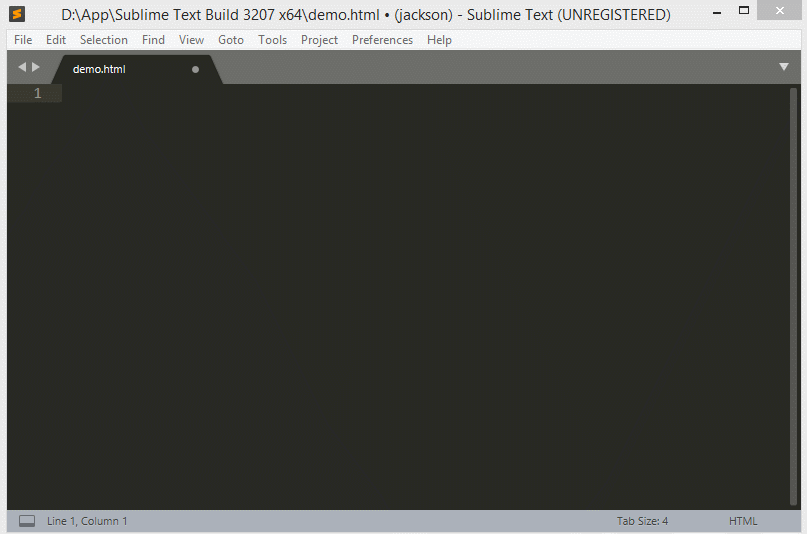 D:\App\Sublime Text Build 3207 x64\demo.html • (jackson) - Sublime Text (UNREGISTERED)
File Edit Selection Find View Goto Tools Project Preferences Help
demo.html
1
Line 1, Column 1 Tab Size: 4 HTML